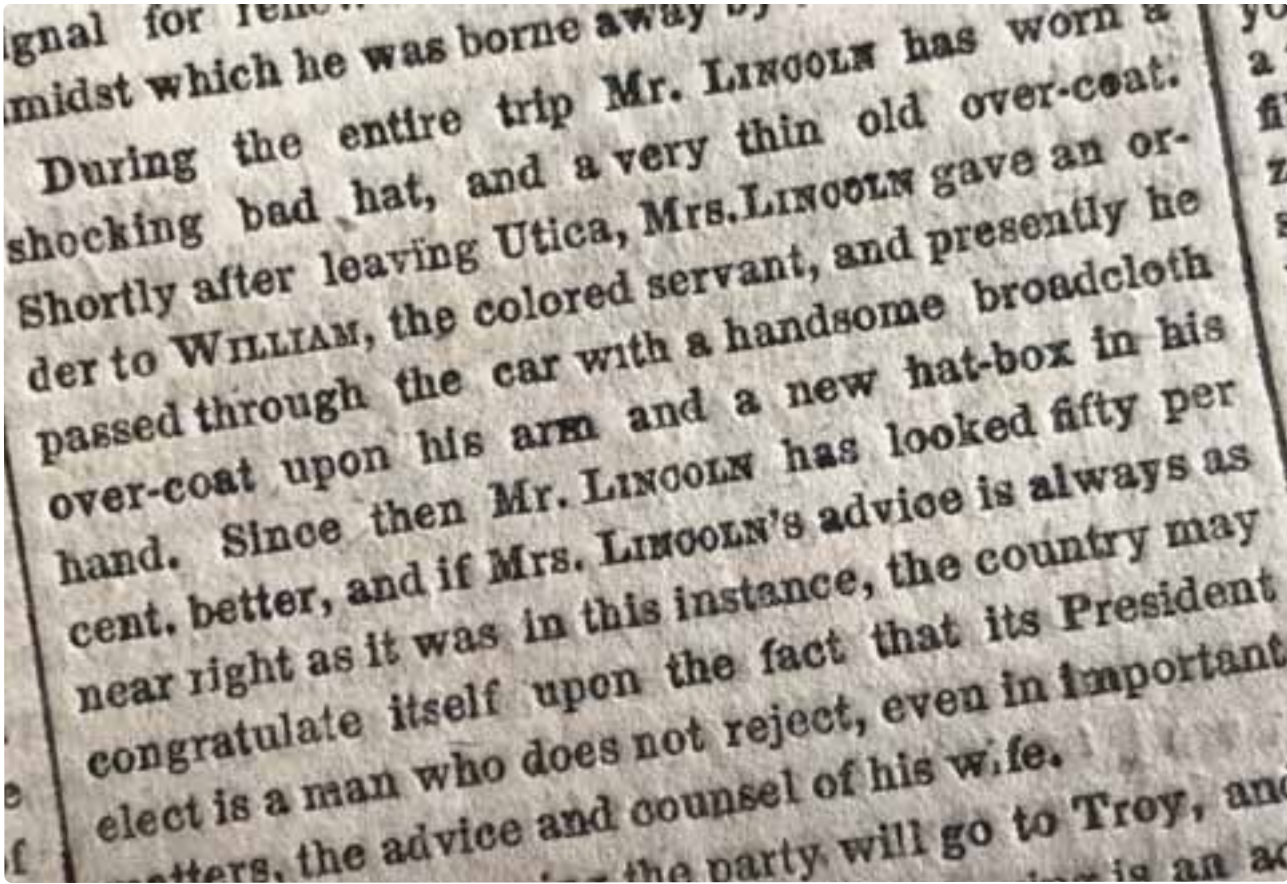 ignal for
midst which he was borne away by
During the entire trip Mr. LINCOLN has worn a
shocking bad hat, and a very thin old over-coat.
Shortly after leaving Utica, Mrs. LINCOLN gave an or-
der to WILLIAM, the colored servant, and presently he
passed through the car with a handsome broadcloth
over-coat upon his arm and a new hat-box in his
hand. Since then Mr. LINCOLN has looked fifty per
cent. better, and if Mrs. LINCOLN's advice is always as
near right as it was in this instance, the country may
congratulate itself upon the fact that its President
elect is a man who does not reject, even in important
matters, the advice and counsel of his wife.
the party will go to Troy, and
is an